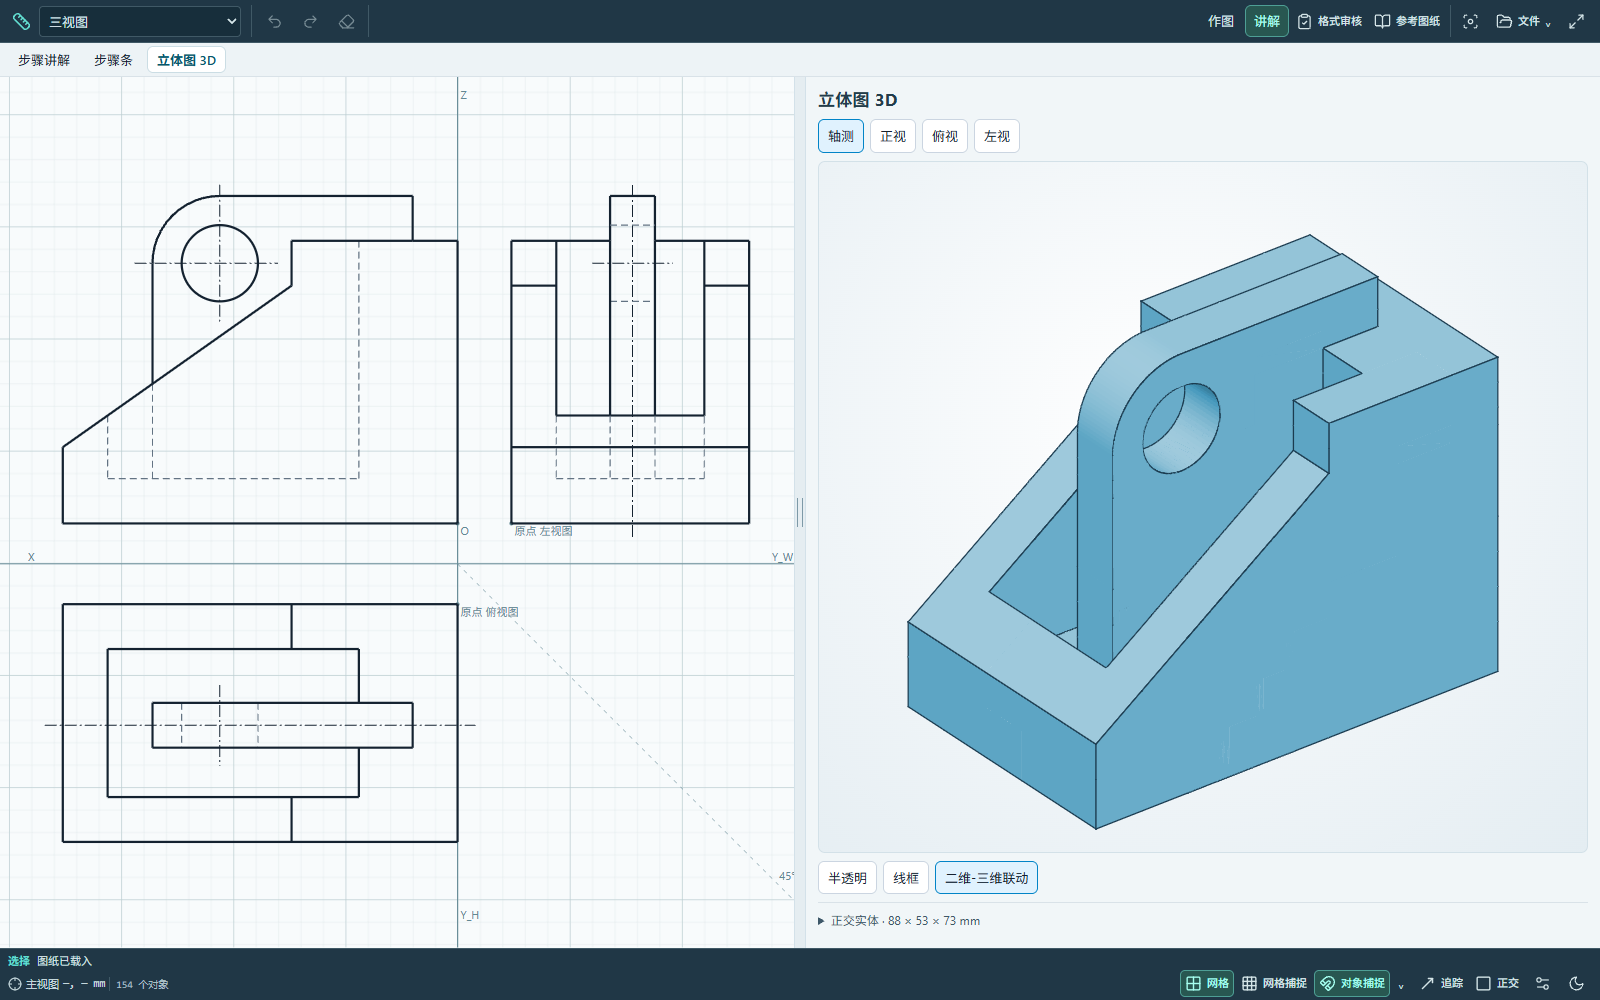 三视图
作图 讲解 格式审核 参考图纸 文件
步骤讲解 步骤条 立体图 3D
Z
O
原点 左视图
X
Y_W
原点 俯视图
45°
Y_H
立体图 3D
轴测 正视 俯视 左视
半透明 线框 二维-三维联动
正交实体 · 88 × 53 × 73 mm
选择 图纸已载入
主视图 –, – mm 154 个对象
网格 网格捕捉 对象捕捉 追踪 正交